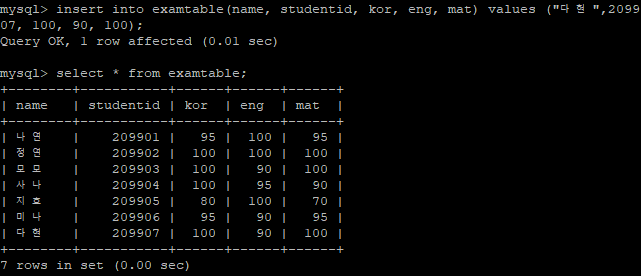 mysql> insert into examtable(name, studentid, kor, eng, mat) values ("다현",2099
07, 100, 90, 100);
Query OK, 1 row affected (0.01 sec)
mysql> select * from examtable;
+--------+-----------+------+------+------+
| name   | studentid | kor  | eng  | mat  |
+--------+-----------+------+------+------+
| 나연   |    209901 |   95 |  100 |   95 |
| 정연   |    209902 |  100 |  100 |  100 |
| 모모   |    209903 |  100 |   90 |  100 |
| 사나   |    209904 |  100 |   95 |   90 |
| 지효   |    209905 |   80 |  100 |   70 |
| 미나   |    209906 |   95 |   90 |   95 |
| 다현   |    209907 |  100 |   90 |  100 |
+--------+-----------+------+------+------+
7 rows in set (0.00 sec)